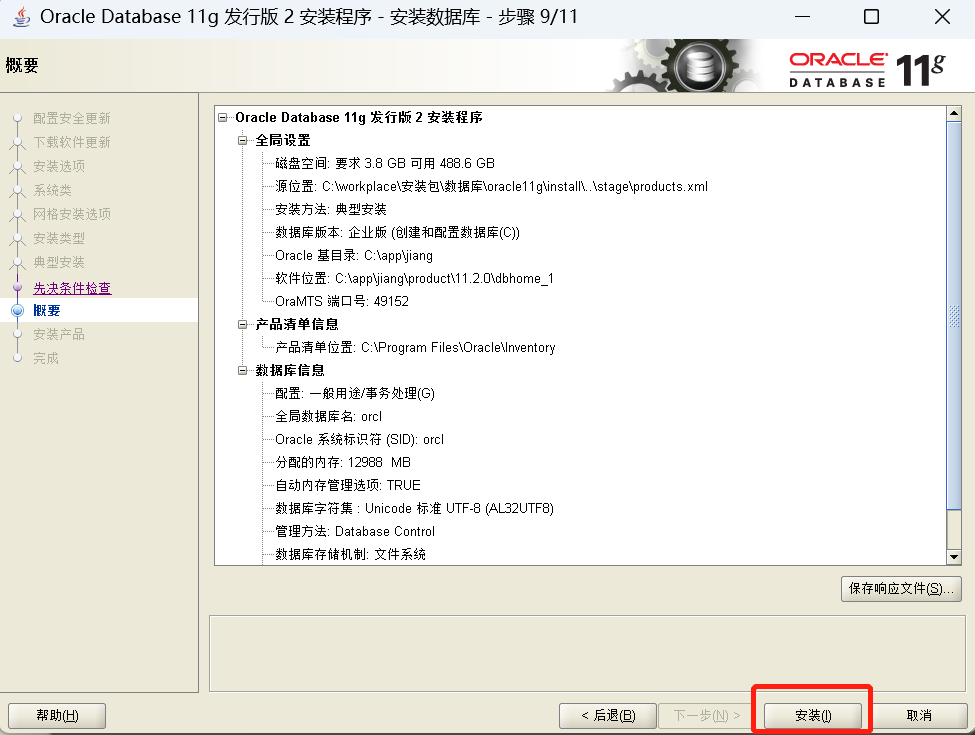 Oracle Database 11g 发行版 2 安装程序 - 安装数据库 - 步骤 9/11
概要
ORACLE 11g
DATABASE
配置安全更新
下载软件更新
安装选项
系统类
网格安装选项
安装类型
典型安装
先决条件检查
概要
安装产品
完成
Oracle Database 11g 发行版 2 安装程序
全局设置
磁盘空间: 要求 3.8 GB 可用 488.6 GB
源位置: C:\workplace\安装包\数据库\oracle11g\install\..\stage\products.xml
安装方法: 典型安装
数据库版本: 企业版 (创建和配置数据库(C))
Oracle 基目录: C:\app\jiang
软件位置: C:\app\jiang\product\11.2.0\dbhome_1
OraMTS 端口号: 49152
产品清单信息
产品清单位置: C:\Program Files\Oracle\Inventory
数据库信息
配置: 一般用途/事务处理(G)
全局数据库名: orcl
Oracle 系统标识符 (SID): orcl
分配的内存: 12988 MB
自动内存管理选项: TRUE
数据库字符集 : Unicode 标准 UTF-8 (AL32UTF8)
管理方法: Database Control
数据库存储机制: 文件系统
保存响应文件(S)...
帮助(H)
< 后退(B)
下一步(N) >
安装(I)
取消